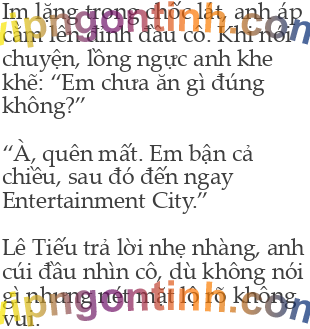 Im lặng trong chốc lát, anh áp
cằm lên đỉnh đầu cô. Khi nói
chuyện, lồng ngực anh khe
khẽ: “Em chưa ăn gì đúng
không?”
“À, quên mất. Em bận cả
chiều, sau đó đến ngay
Entertainment City.”
Lê Tiếu trả lời nhẹ nhàng, anh
cúi đầu nhìn cô, dù không nói
gì nhưng nét mặt lộ rõ không
vui.